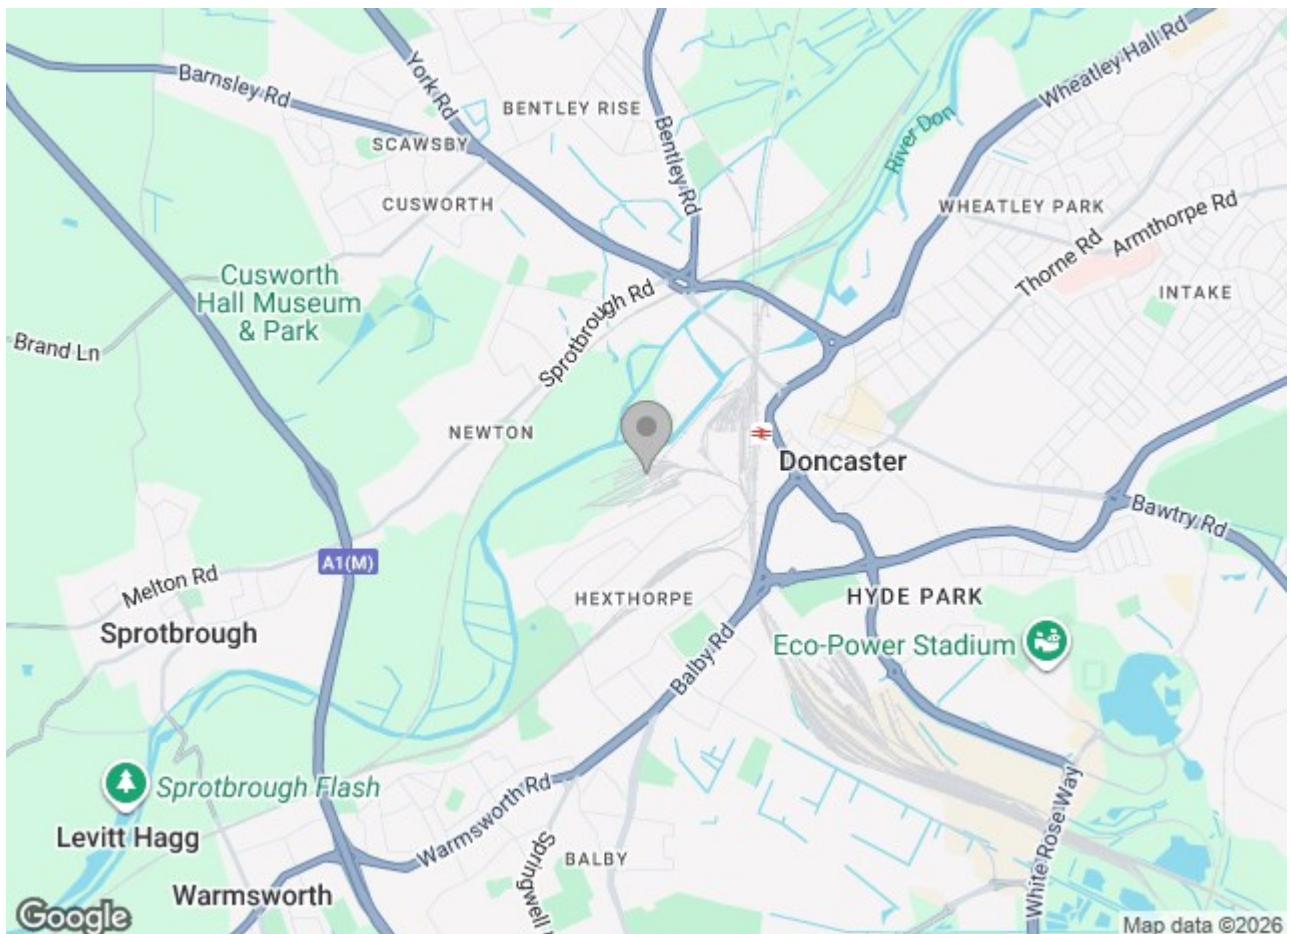 Barnsley Rd
York Rd
BENTLEY RISE
Wheatley Hall Rd
SCAWSBY
Bentley Rd
River Don
CUSWORTH
WHEATLEY PARK
Armthorpe Rd
Thorne Rd
Cusworth
Hall Museum
& Park
INTAKE
Sprotbrough Rd
Brand Ln
NEWTON
Doncaster
Bawtry Rd
A1(M)
Melton Rd
HEXTHORPE
HYDE PARK
Sprotbrough
Eco-Power Stadium
Balby Rd
Sprotbrough Flash
White Rose Way
Levitt Hagg
Warmsworth Rd
Springwell
BALBY
Warmsworth
Google
Map data ©2026